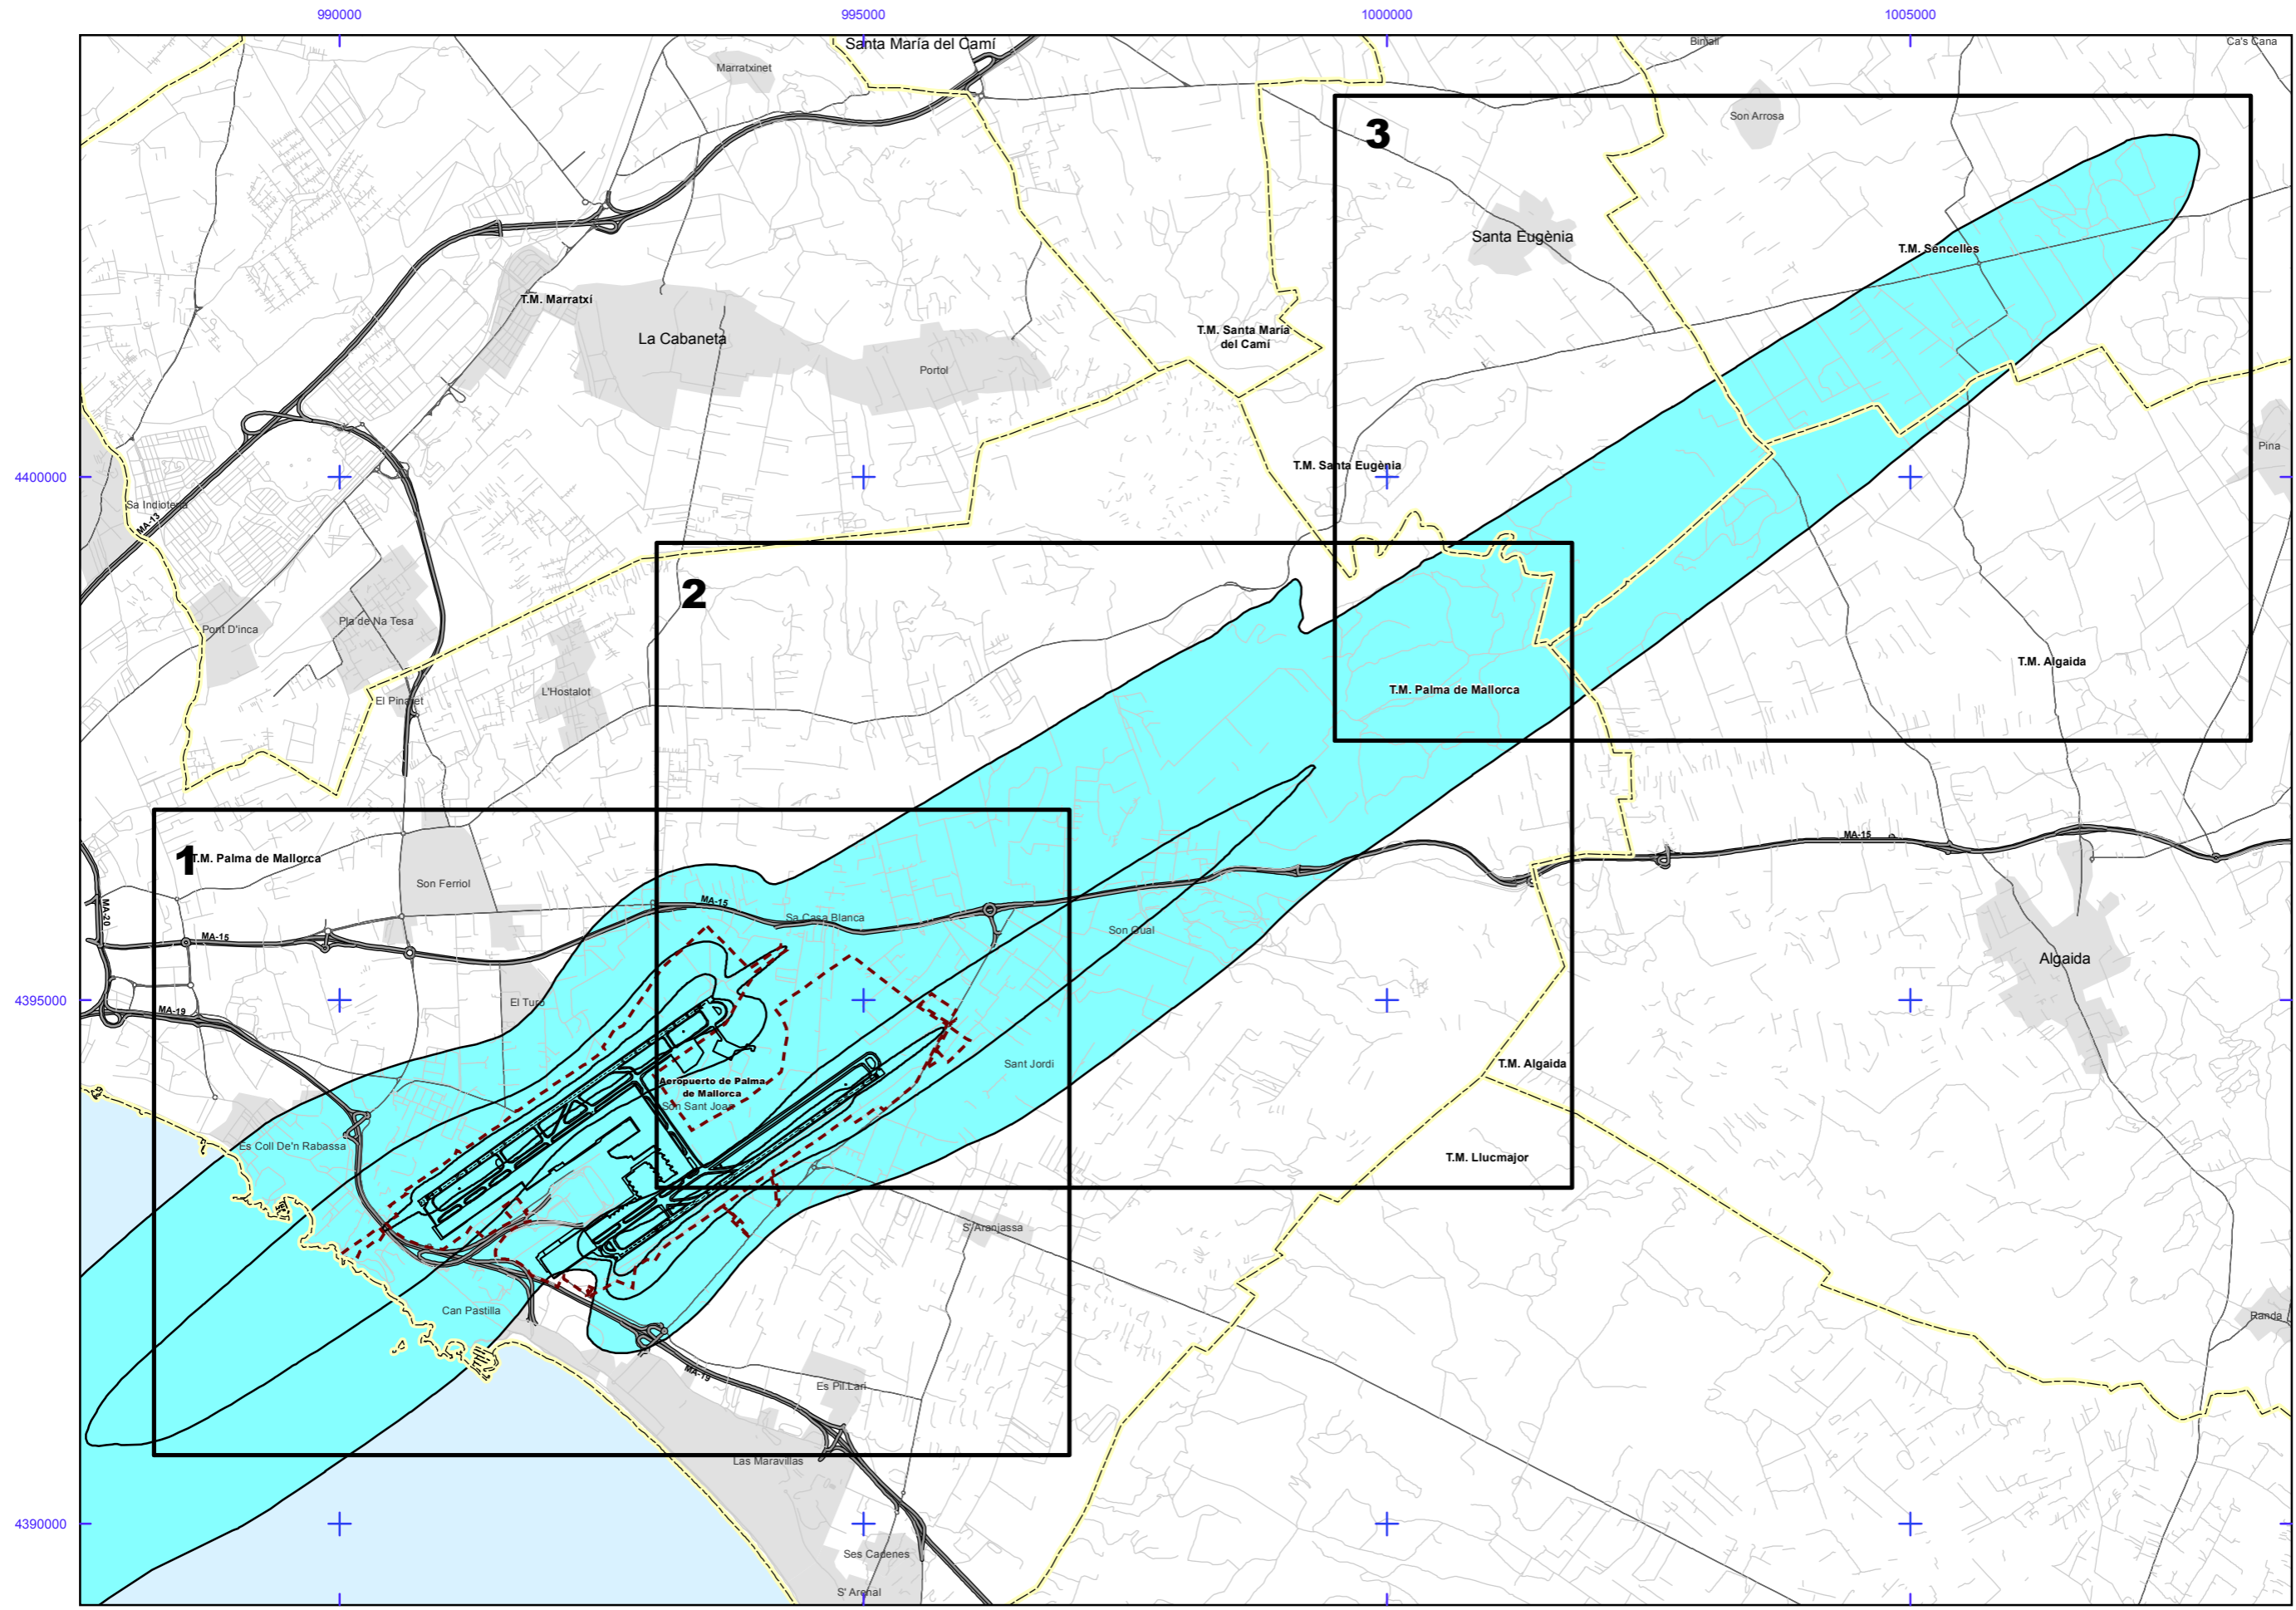 990000
995000
1000000
1005000
Santa María del Camí
Marratxinet
Biniali
Ca's Cana
3
Son Arrosa
Santa Eugènia
T.M. Sencelles
T.M. Marratxí
La Cabaneta
T.M. Santa María
del Camí
Portol
Pina
T.M. Santa Eugènia
4400000
Sa Indioteria
MA-13
2
Pont D'inca
Pla de Na Tesa
T.M. Algaida
T.M. Palma de Mallorca
L'Hostalot
El Pinaret
MA-15
1
T.M. Palma de Mallorca
Son Ferriol
MA-15
MA-20
Sa Casa Blanca
Son Gual
MA-15
Algaida
4395000
El Turo
MA-19
Sant Jordi
T.M. Algaida
Aeropuerto de Palma
de Mallorca
Son Sant Joan
Es Coll De'n Rabassa
T.M. Llucmajor
S'Aranjassa
Can Pastilla
Randa
MA-19
Es Pil.Larí
Las Maravillas
4390000
Ses Cadenes
S' Arenal